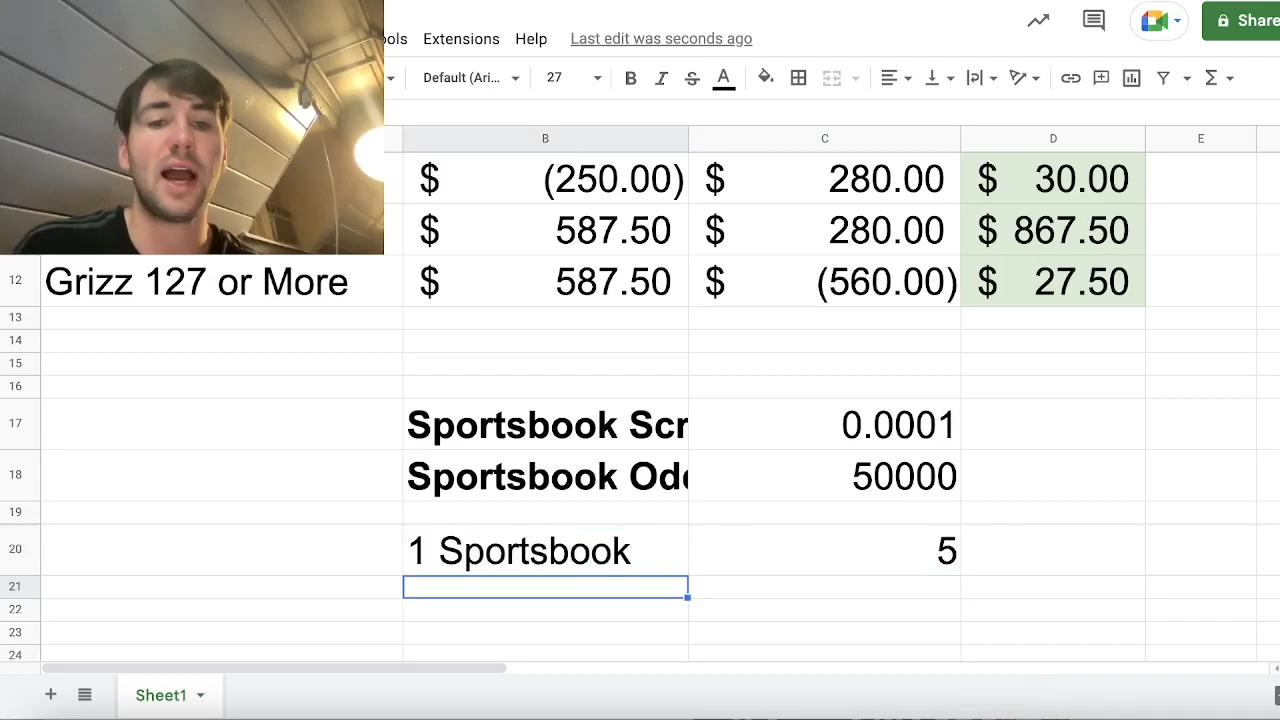 ols Extensions Help Last edit was seconds ago Share
Default (Ari... 27 B I S A Σ
B C D E
$ (250.00) $ 280.00 $ 30.00
$ 587.50 $ 280.00 $ 867.50
12 Grizz 127 or More $ 587.50 $ (560.00) $ 27.50
13
14
15
16
17 Sportsbook Scr 0.0001
18 Sportsbook Od 50000
19
20 1 Sportsbook 5
21
22
23
24
+ Sheet1